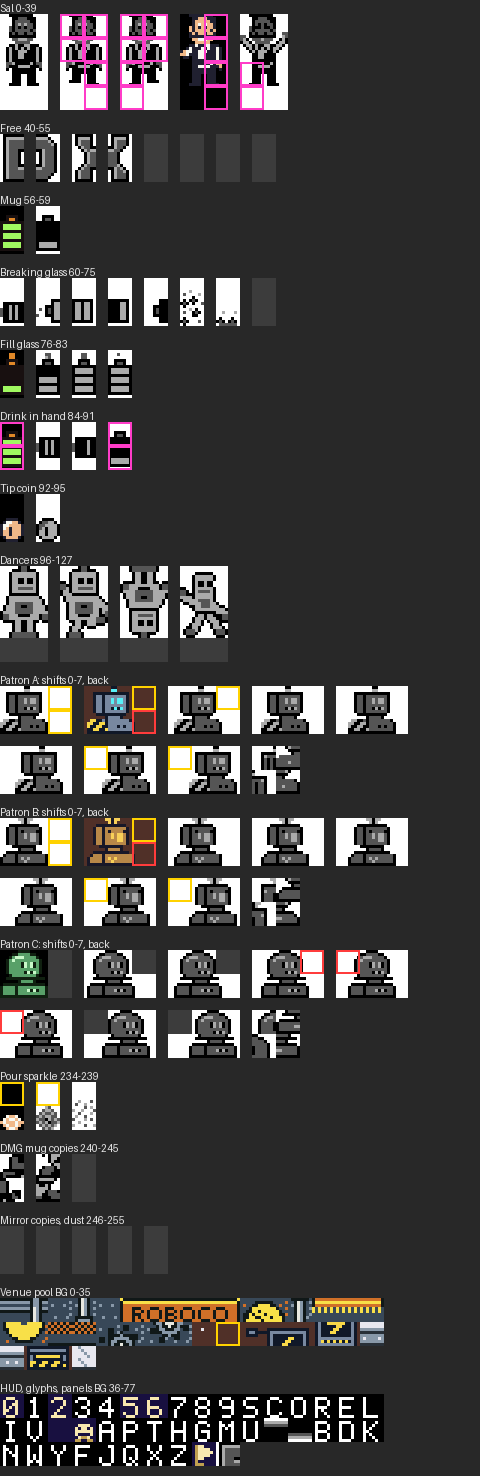 Sal 0-39
Free 40-55
Mug 56-59
Breaking glass 60-75
Fill glass 76-83
Drink in hand 84-91
Tip coin 92-95
Dancers 96-127
Patron A: shifts 0-7, back
Patron B: shifts 0-7, back
Patron C: shifts 0-7, back
Pour sparkle 234-239
DMG mug copies 240-245
Mirror copies, dust 246-255
Venue pool BG 0-35
ROBOCO
HUD, glyphs, panels BG 36-77
0123456789SCOREL
IV APTHGMU BDK
NWYFJQXZ